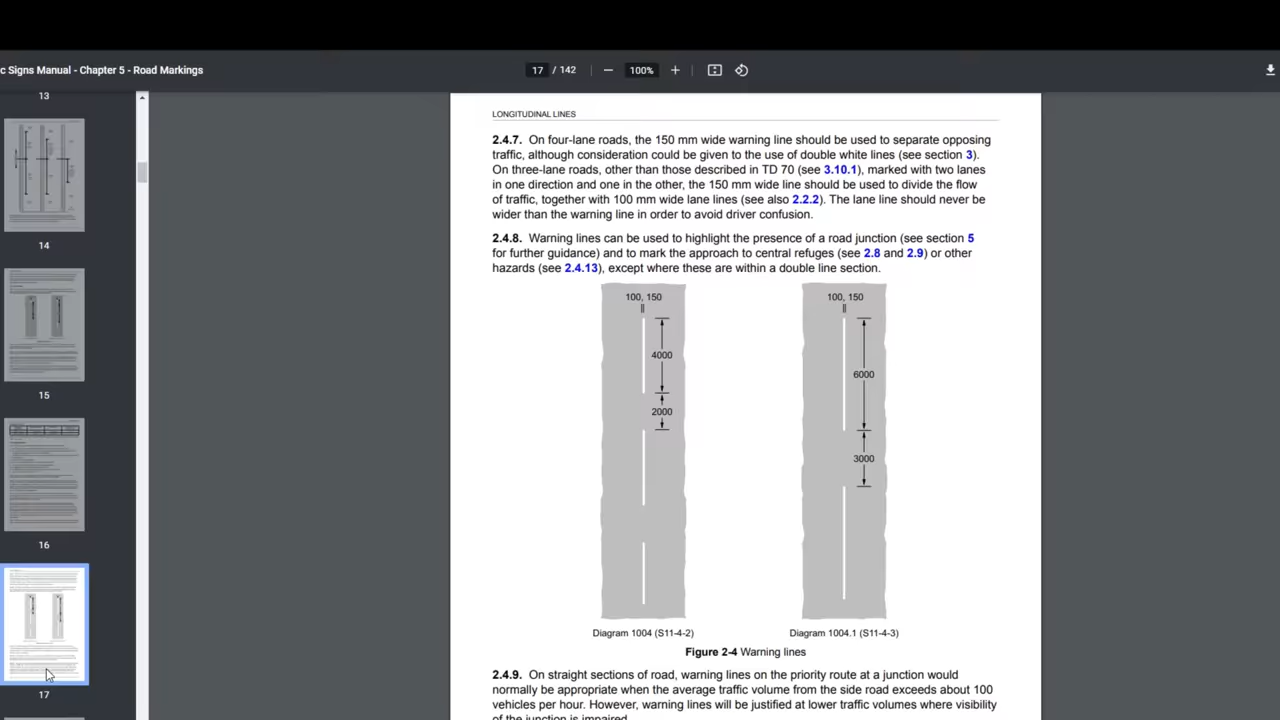 c Signs Manual - Chapter 5 - Road Markings
17 / 142
100%
13
14
15
16
17
LONGITUDINAL LINES
2.4.7. On four-lane roads, the 150 mm wide warning line should be used to separate opposing
traffic, although consideration could be given to the use of double white lines (see section 3).
On three-lane roads, other than those described in TD 70 (see 3.10.1), marked with two lanes
in one direction and one in the other, the 150 mm wide line should be used to divide the flow
of traffic, together with 100 mm wide lane lines (see also 2.2.2). The lane line should never be
wider than the warning line in order to avoid driver confusion.
2.4.8. Warning lines can be used to highlight the presence of a road junction (see section 5
for further guidance) and to mark the approach to central refuges (see 2.8 and 2.9) or other
hazards (see 2.4.13), except where these are within a double line section.
100, 150
4000
2000
Diagram 1004 (S11-4-2)
100, 150
6000
3000
Diagram 1004.1 (S11-4-3)
Figure 2-4 Warning lines
2.4.9. On straight sections of road, warning lines on the priority route at a junction would
normally be appropriate when the average traffic volume from the side road exceeds about 100
vehicles per hour. However, warning lines will be justified at lower traffic volumes where visibility
of the junction is impaired